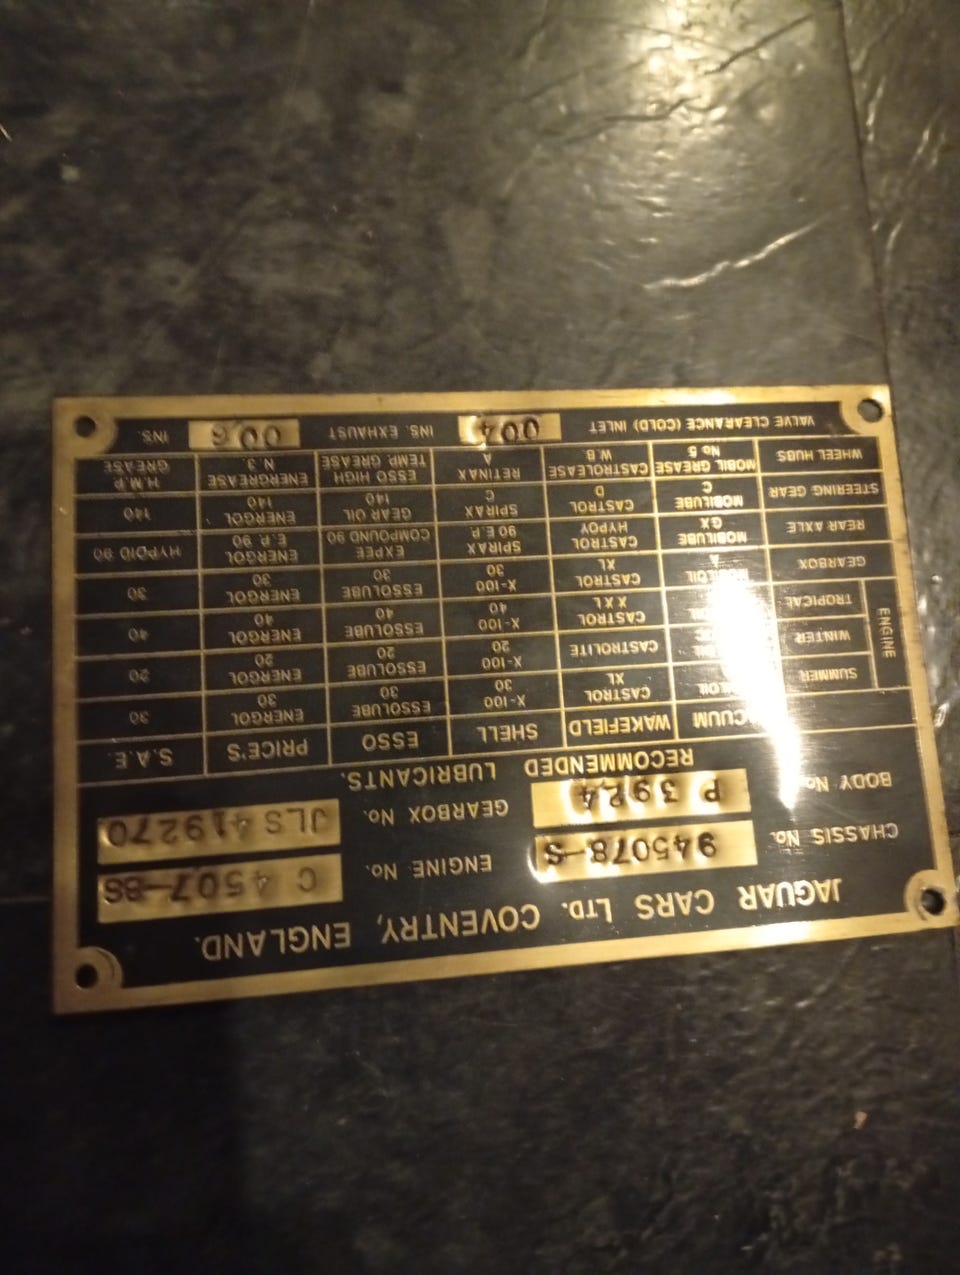 JAGUAR CARS LTD. COVENTRY, ENGLAND.
CHASSIS No. 945078-S ENGINE No. C 4507-8S
BODY No. P GEARBOX No. JLS 419270
RECOMMENDED LUBRICANTS.
WAKEFIELD SHELL ESSO PRICE'S S.A.E.
ENGINE
SUMMER CASTROL XL X-100 30 ESSOLUBE 30 ENERGOL 30 30
WINTER CASTROLITE X-100 20 ESSOLUBE 20 ENERGOL 20 20
TROPICAL CASTROL XXL X-100 40 ESSOLUBE 40 ENERGOL 40 40
GEARBOX A CASTROL XL X-100 30 ESSOLUBE 30 ENERGOL 30 30
REAR AXLE MOBILUBE GX CASTROL HYPOY SPIRAX 90 E.P. EXPEE COMPOUND 90 ENERGOL E.P. 90 HYPOID 90
STEERING GEAR MOBILUBE C CASTROL D SPIRAX C GEAR OIL 140 ENERGOL 140 140
WHEEL HUBS MOBIL GREASE No 5 CASTROLEASE W.B. RETINAX A ESSO HIGH TEMP. GREASE ENERGREASE N.3 H.M.P. GREASE
VALVE CLEARANCE (COLD) INLET 004 INS. EXHAUST 006 INS.